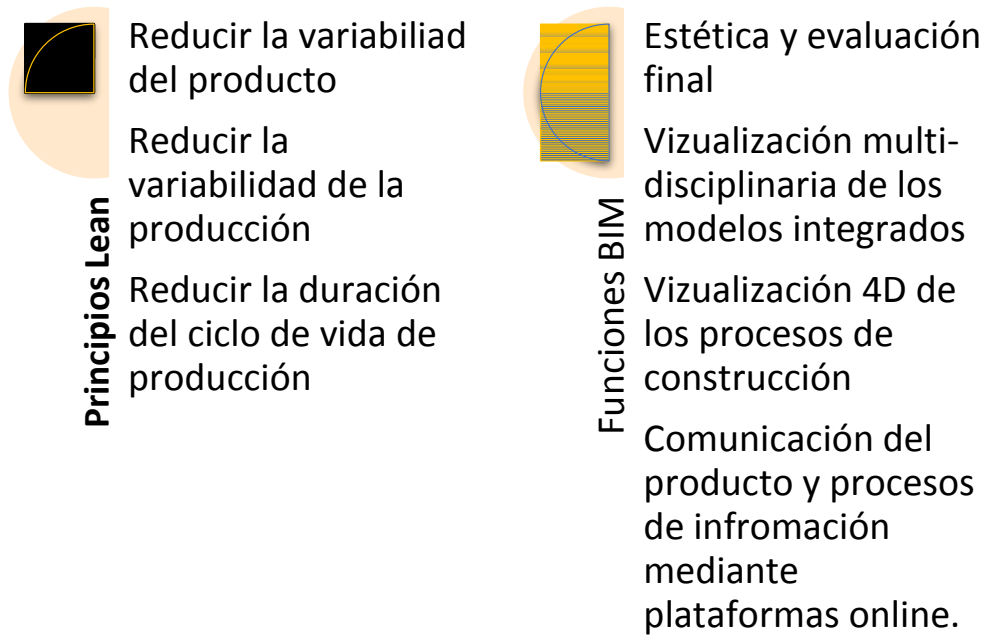 Principios Lean
Reducir la variabiliad
del producto
Reducir la
variabilidad de la
producción
Reducir la duración
del ciclo de vida de
producción
Funciones BIM
Estética y evaluación
final
Vizualización multi-
disciplinaria de los
modelos integrados
Vizualización 4D de
los procesos de
construcción
Comunicación del
producto y procesos
de infromación
mediante
plataformas online.